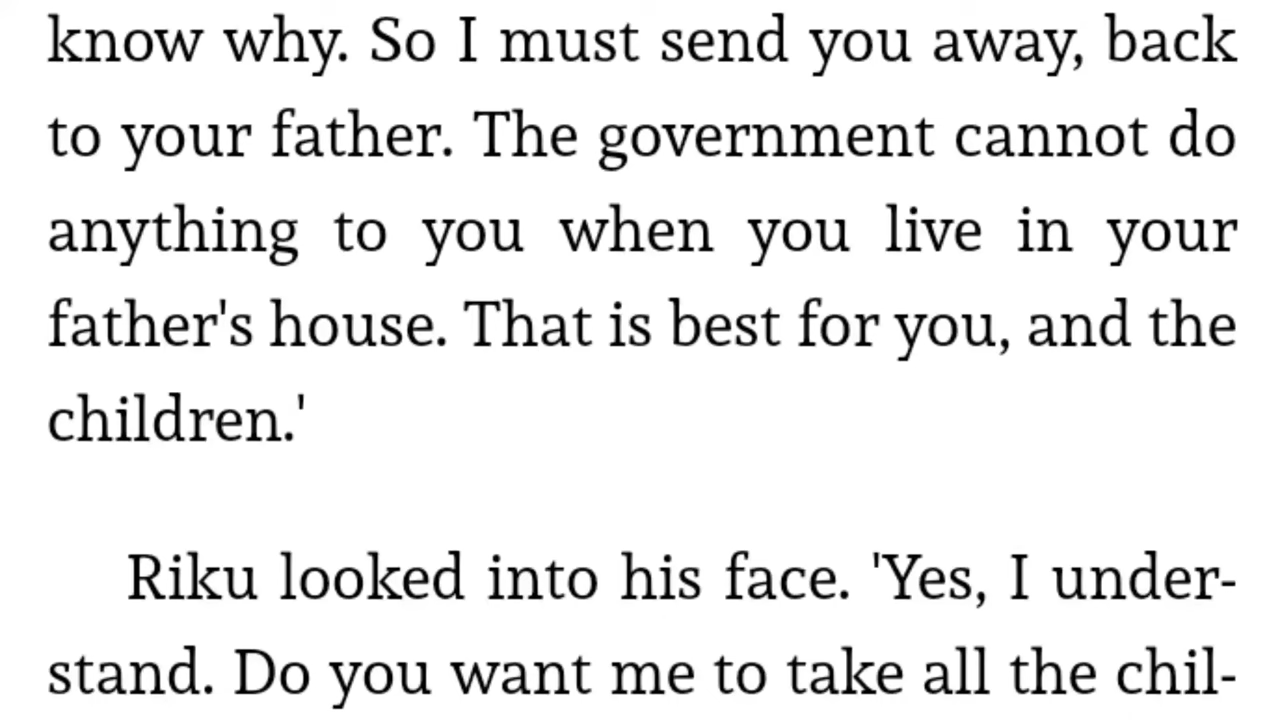 know why. So I must send you away, back
to your father. The government cannot do
anything to you when you live in your
father's house. That is best for you, and the
children.'
Riku looked into his face. 'Yes, I under-
stand. Do you want me to take all the chil-